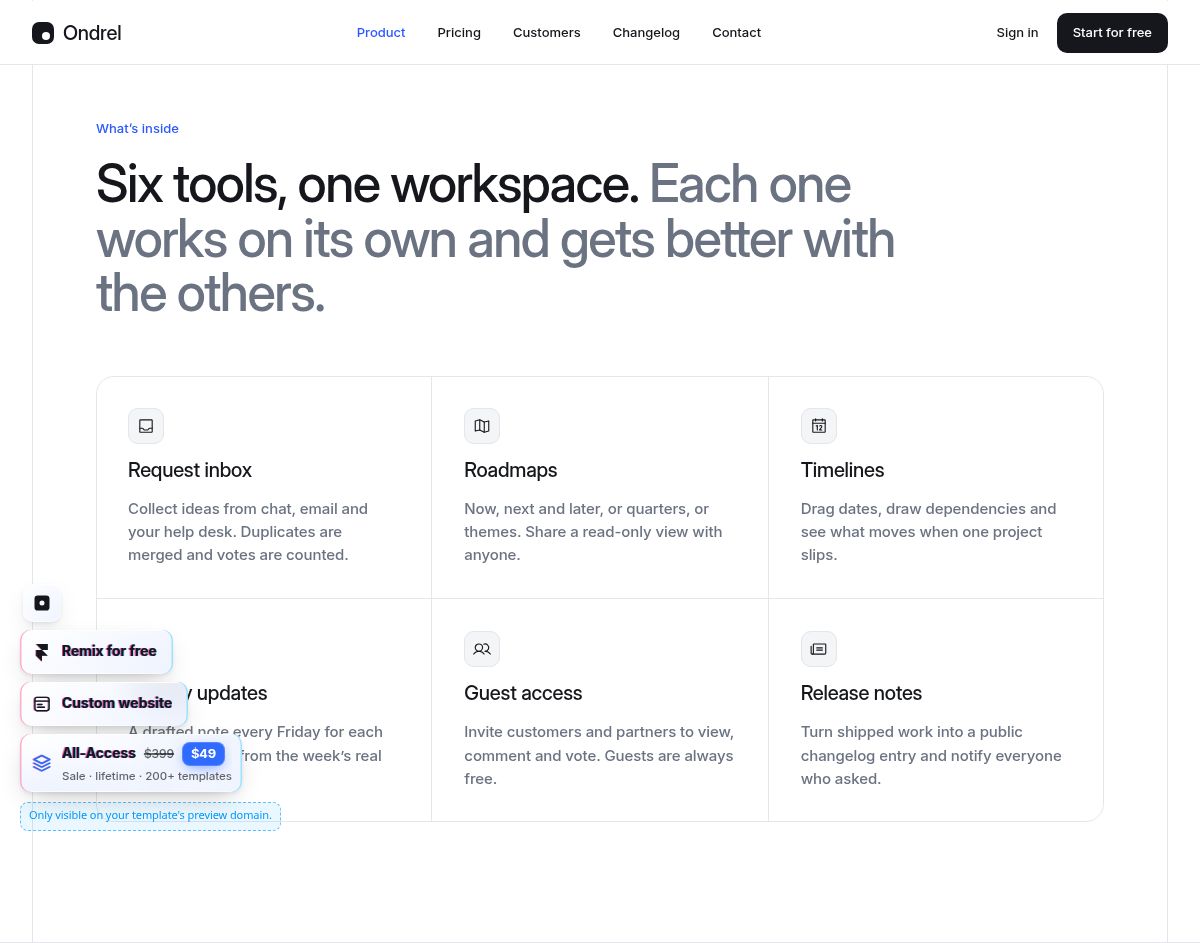 Ondrel
Product
Pricing
Customers
Changelog
Contact
Sign in
Start for free
What's inside
Six tools, one workspace. Each one
works on its own and gets better with
the others.
Request inbox
Collect ideas from chat, email and
your help desk. Duplicates are
merged and votes are counted.
Roadmaps
Now, next and later, or quarters, or
themes. Share a read-only view with
anyone.
Timelines
12
Drag dates, draw dependencies and
see what moves when one project
slips.
updates
A drafted note every Friday for each
from the week's real
Guest access
Invite customers and partners to view,
comment and vote. Guests are always
free.
Release notes
Turn shipped work into a public
changelog entry and notify everyone
who asked.
Remix for free
Custom website
All-Access $399 $49
Sale · lifetime · 200+ templates
Only visible on your template's preview domain.